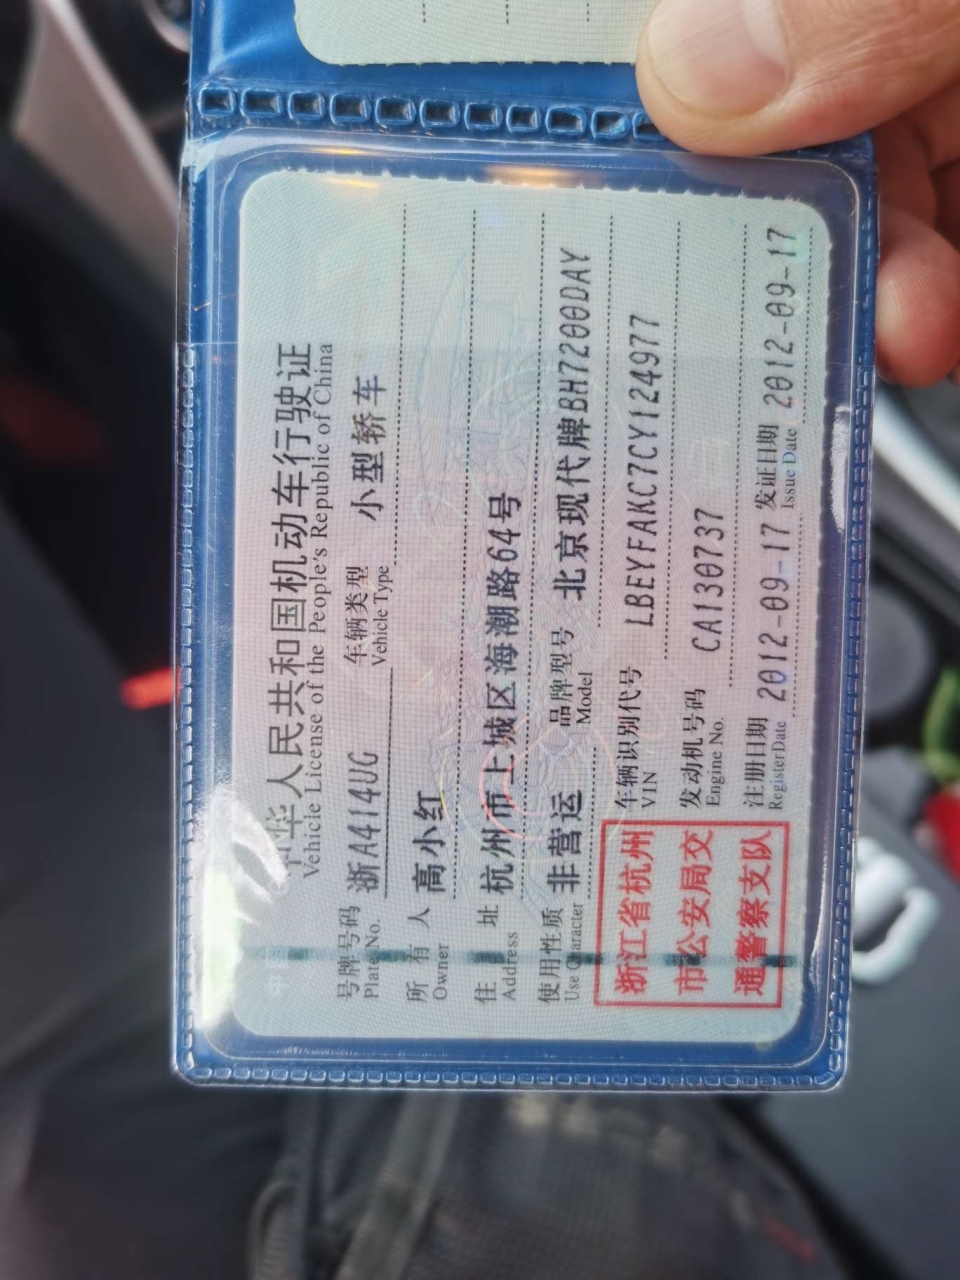 中华人民共和国机动车行驶证
Vehicle License of the People's Republic of China
号牌号码 浙A414UG 车辆类型 小型轿车
Plate No. Vehicle Type
所有人 高小红
Owner
住址 杭州市上城区海潮路64号
Address
使用性质 非营运 品牌型号 北京现代牌BH7200DAY
Use Character Model
车辆识别代号 LBEYFAKC7CY124977
VIN
发动机号码 CA130737
Engine No.
注册日期 2012-09-17 发证日期 2012-09-17
Register Date Issue Date
浙江省杭州
市公安局交
通警察支队